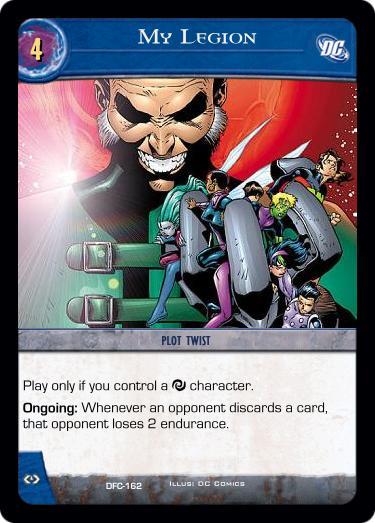 4
My Legion
DC
PLOT TWIST
Play only if you control a character.
Ongoing: Whenever an opponent discards a card,
that opponent loses 2 endurance.
DFC-162
Illus: DC Comics